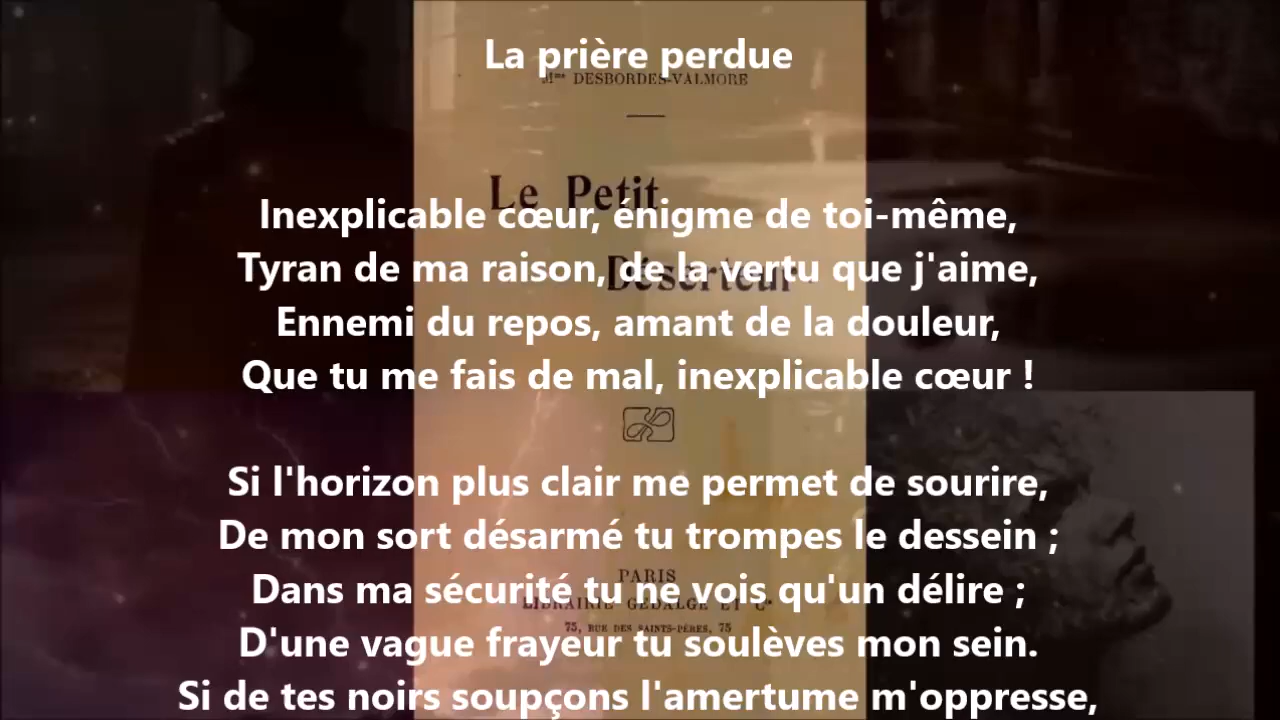 La prière perdue
Mme DESBORDES-VALMORE
Le Petit
Inexplicable cœur, énigme de toi-même,
Tyran de ma raison, de la vertu que j'aime,
Déserteur
Ennemi du repos, amant de la douleur,
Que tu me fais de mal, inexplicable cœur !
Si l'horizon plus clair me permet de sourire,
De mon sort désarmé tu trompes le dessein ;
PARIS
Dans ma sécurité tu ne vois qu'un délire ;
LIBRAIRIE GEDALGE ET Cie
75, RUE DES SAINTS-PÈRES, 75
D'une vague frayeur tu soulèves mon sein.
Si de tes noirs soupçons l'amertume m'oppresse,